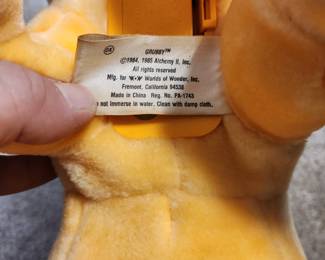 GRUBBY™
©1984, 1985 Alchemy II, Inc.
All rights reserved
Mfg. for W•W Worlds of Wonder, Inc.
Fremont, California 94538
Made in China Reg. No. PA-1743
not immerse in water. Clean with damp cloth.